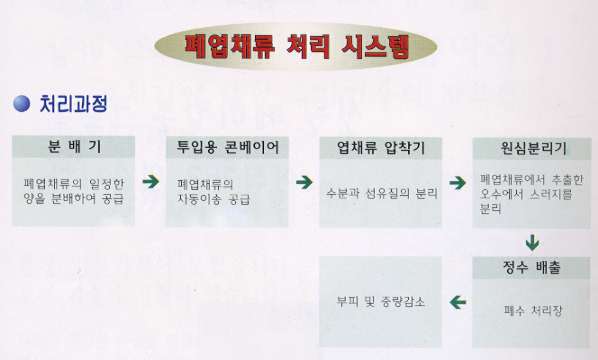 폐엽채류 처리 시스템
처리과정
분 배 기
폐엽채류의 일정한
양을 분배하여 공급
투입용 콘베이어
폐엽채류의
자동이송 공급
엽채류 압착기
수분과 섬유질의 분리
원심분리기
폐엽채류에서 추출한
오수에서 스러지를
분리
정수 배출
폐수 처리장
부피 및 중량감소